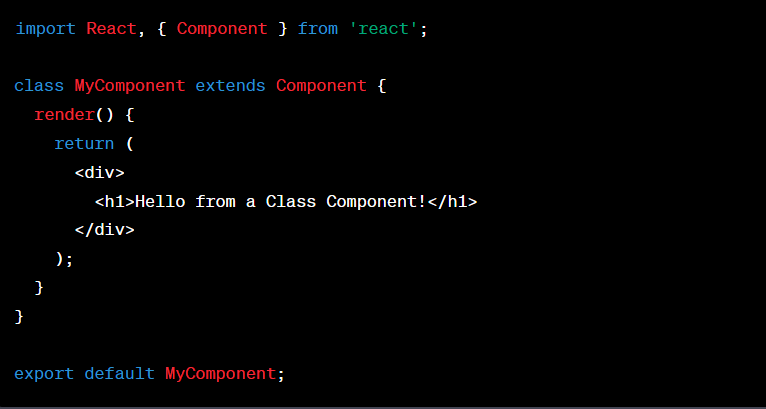 import React, { Component } from 'react';
class MyComponent extends Component {
render() {
return (
<div>
<h1>Hello from a Class Component!</h1>
</div>
);
}
}
export default MyComponent;